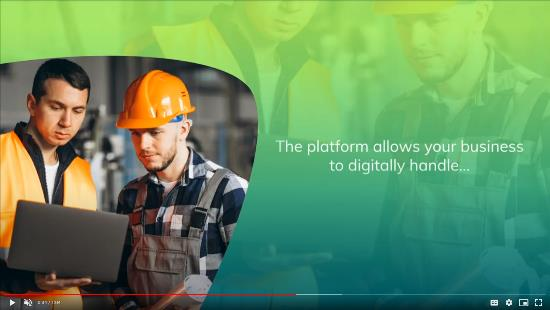 The platform allows your business
to digitally handle...